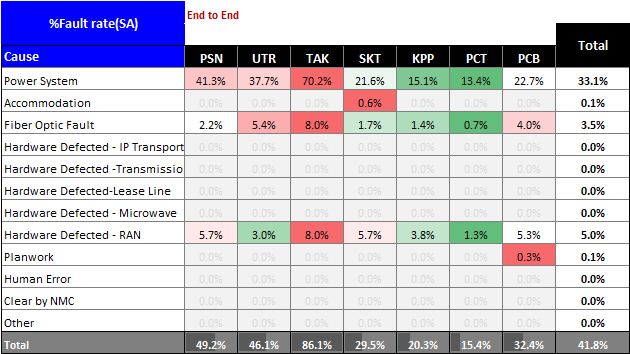 %Fault rate(SA) End to End Total
Cause PSN UTR TAK SKT KPP PCT PCB
Power System 41.3% 37.7% 70.2% 21.6% 15.1% 13.4% 22.7% 33.1%
Accommodation 0.0% 0.0% 0.0% 0.6% 0.0% 0.0% 0.0% 0.1%
Fiber Optic Fault 2.2% 5.4% 8.0% 1.7% 1.4% 0.7% 4.0% 3.5%
Hardware Defected - IP Transport 0.0% 0.0% 0.0% 0.0% 0.0% 0.0% 0.0% 0.0%
Hardware Defected -Transmissio 0.0% 0.0% 0.0% 0.0% 0.0% 0.0% 0.0% 0.0%
Hardware Defected-Lease Line 0.0% 0.0% 0.0% 0.0% 0.0% 0.0% 0.0% 0.0%
Hardware Defected - Microwave 0.0% 0.0% 0.0% 0.0% 0.0% 0.0% 0.0% 0.0%
Hardware Defected - RAN 5.7% 3.0% 8.0% 5.7% 3.8% 1.3% 5.3% 5.0%
Planwork 0.0% 0.0% 0.0% 0.0% 0.0% 0.0% 0.3% 0.1%
Human Error 0.0% 0.0% 0.0% 0.0% 0.0% 0.0% 0.0% 0.0%
Clear by NMC 0.0% 0.0% 0.0% 0.0% 0.0% 0.0% 0.0% 0.0%
Other 0.0% 0.0% 0.0% 0.0% 0.0% 0.0% 0.0% 0.0%
Total 49.2% 46.1% 86.1% 29.5% 20.3% 15.4% 32.4% 41.8%